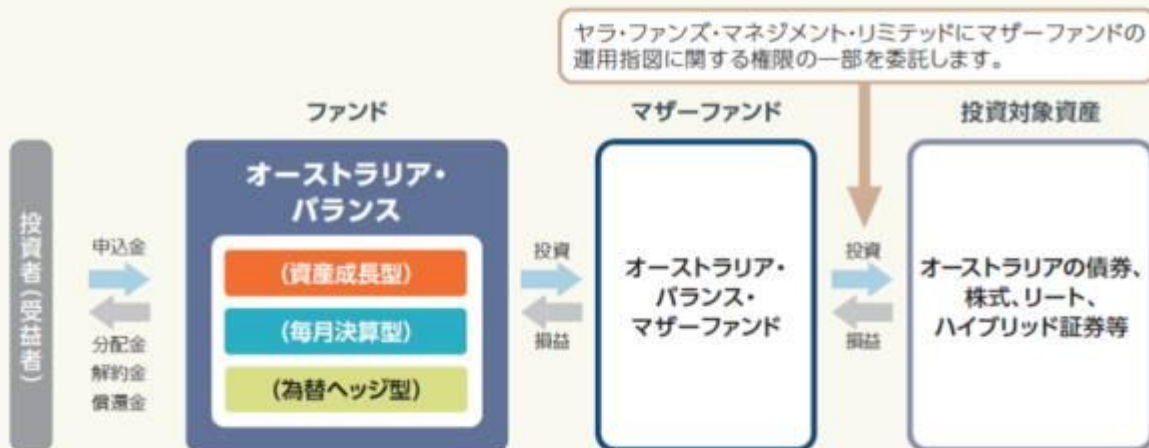 ヤラ・ファンズ・マネジメント・リミテッドにマザーファンドの
運用指図に関する権限の一部を委託します。
ファンド
マザーファンド
投資対象資産
投資者(受益者)
申込金
分配金
解約金
償還金
オーストラリア・
バランス
(資産成長型)
(毎月決算型)
(為替ヘッジ型)
投資
損益
オーストラリア・
バランス・
マザーファンド
投資
損益
オーストラリアの債券、
株式、リート、
ハイブリッド証券等